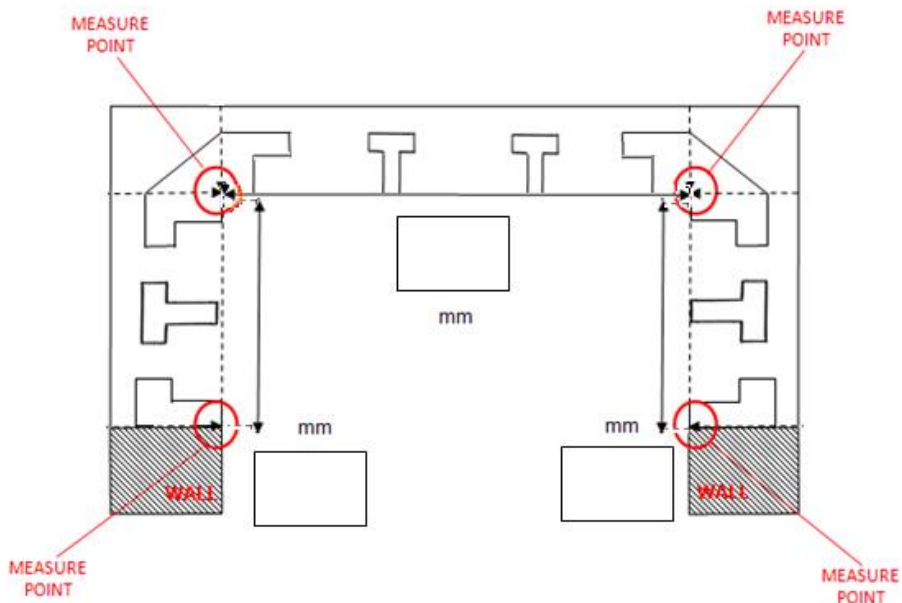 MEASURE
POINT
MEASURE
POINT
mm
mm
mm
WALL
WALL
MEASURE
POINT
MEASURE
POINT